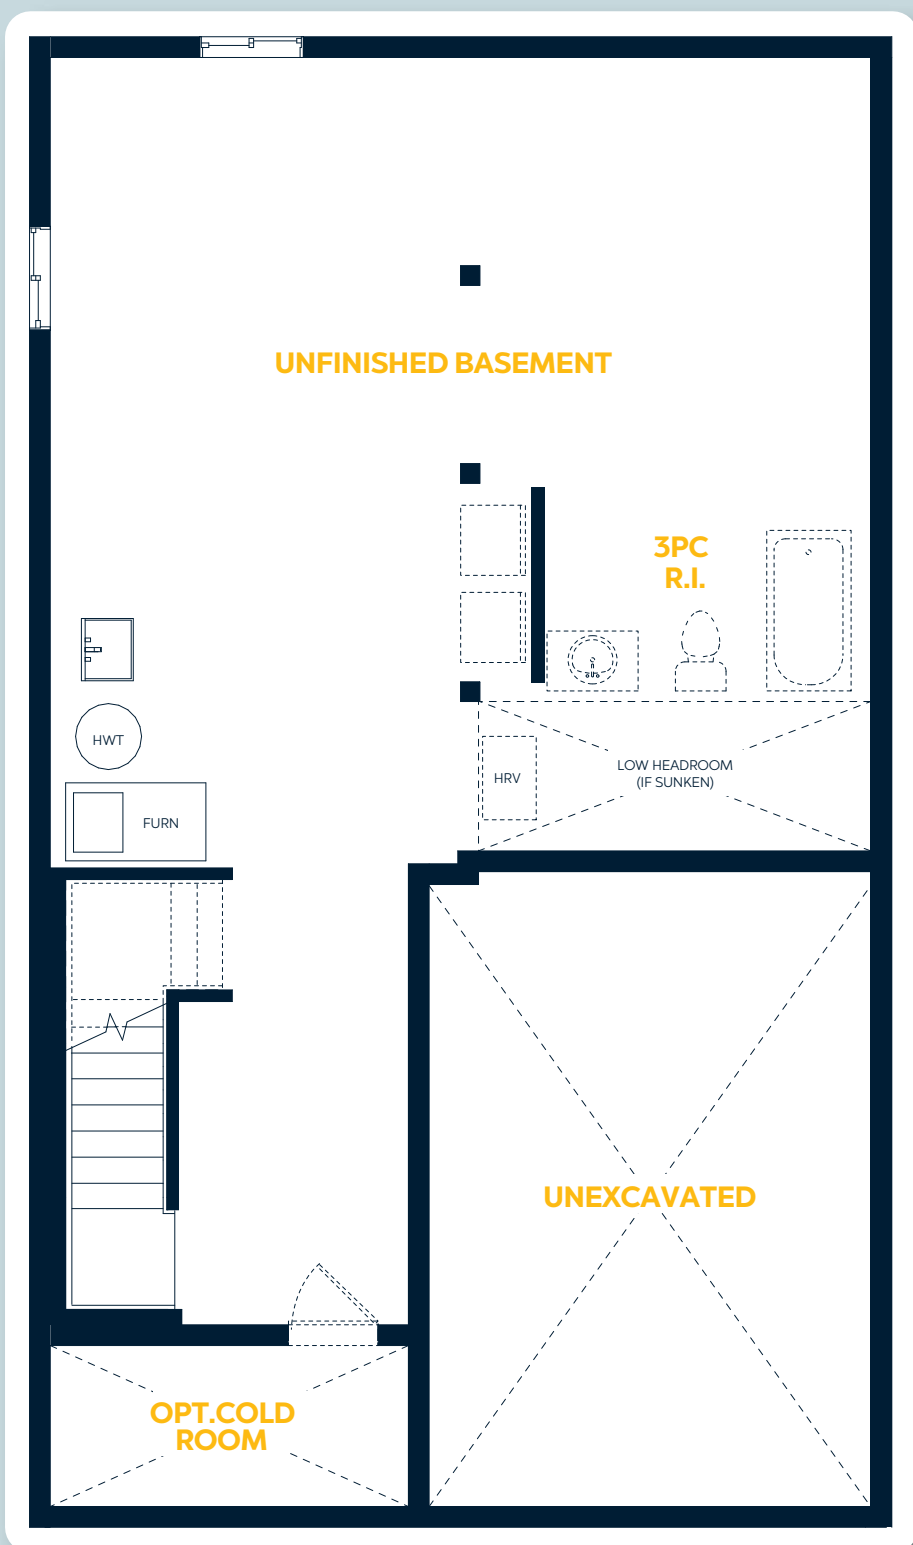 UNFINISHED BASEMENT
3PC
R.I.
HWT
LOW HEADROOM
(IF SUNKEN)
HRV
FURN
UNEXCAVATED
OPT.COLD
ROOM